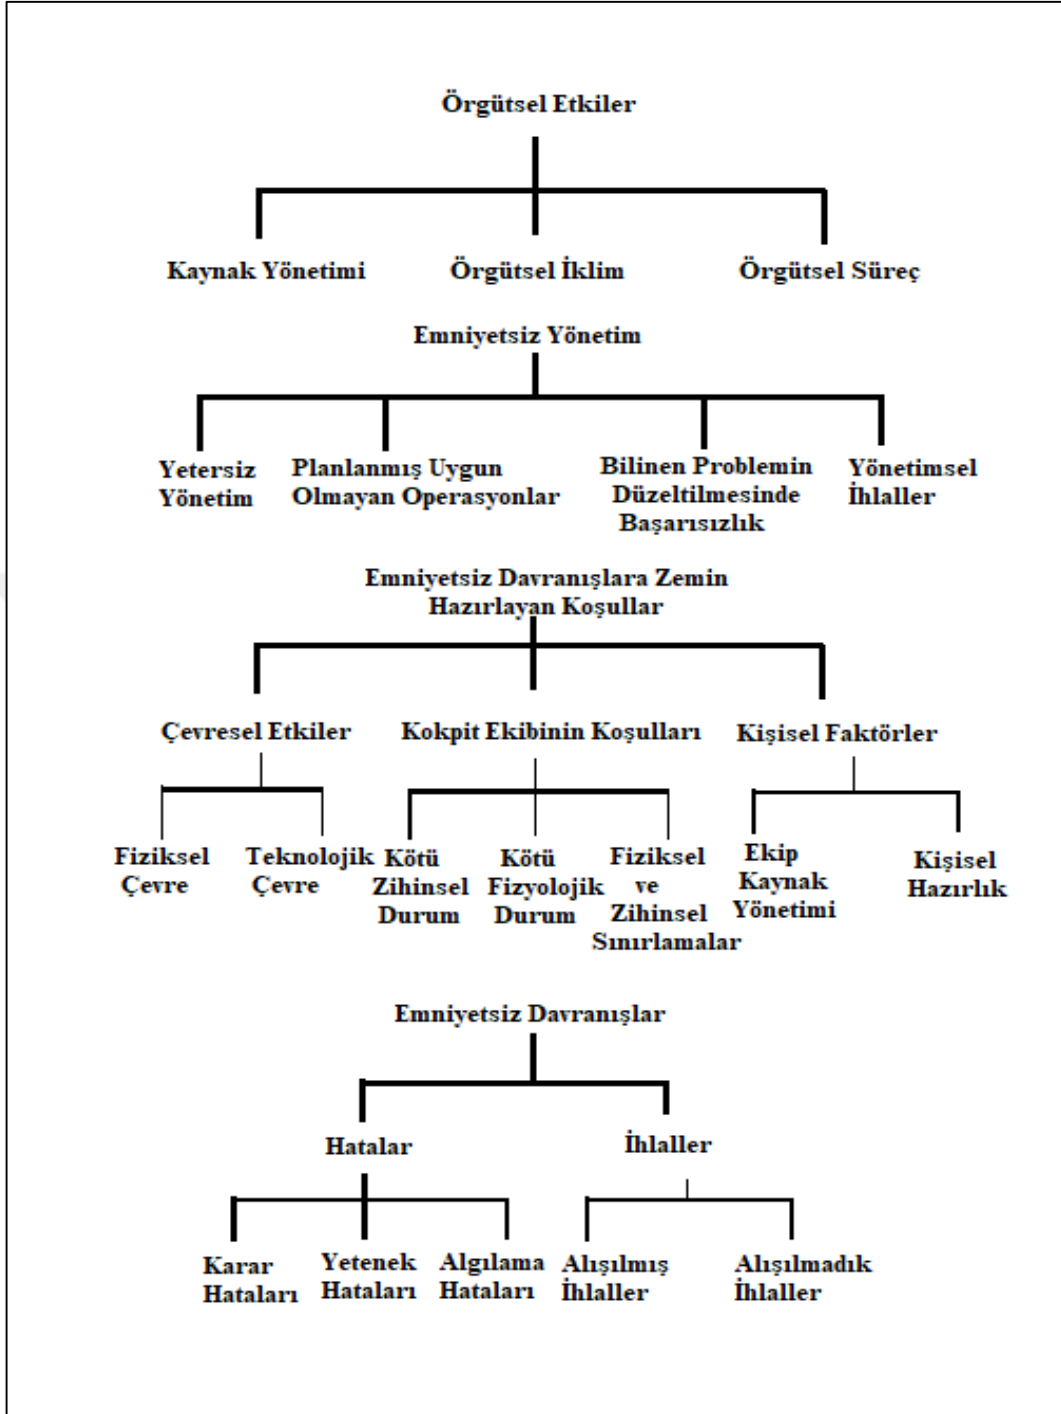 Örgütsel Etkiler
Kaynak Yönetimi
Örgütsel İklim
Örgütsel Süreç
Emniyetsiz Yönetim
Yetersiz
Yönetim
Planlanmış Uygun
Olmayan Operasyonlar
Bilinen Problemin
Düzeltilmesinde
Başarısızlık
Yönetimsel
İhlaller
Emniyetsiz Davranışlara Zemin
Hazırlayan Koşullar
Çevresel Etkiler
Kokpit Ekibinin Koşulları
Kişisel Faktörler
Fiziksel
Çevre
Teknolojik
Çevre
Kötü
Zihinsel
Durum
Kötü
Fizyolojik
Durum
Fiziksel
ve
Zihinsel
Sınırlamalar
Ekip
Kaynak
Yönetimi
Kişisel
Hazırlık
Emniyetsiz Davranışlar
Hatalar
İhlaller
Karar
Hataları
Yetenek
Hataları
Algılama
Hataları
Alışılmış
İhlaller
Alışılmadık
İhlaller